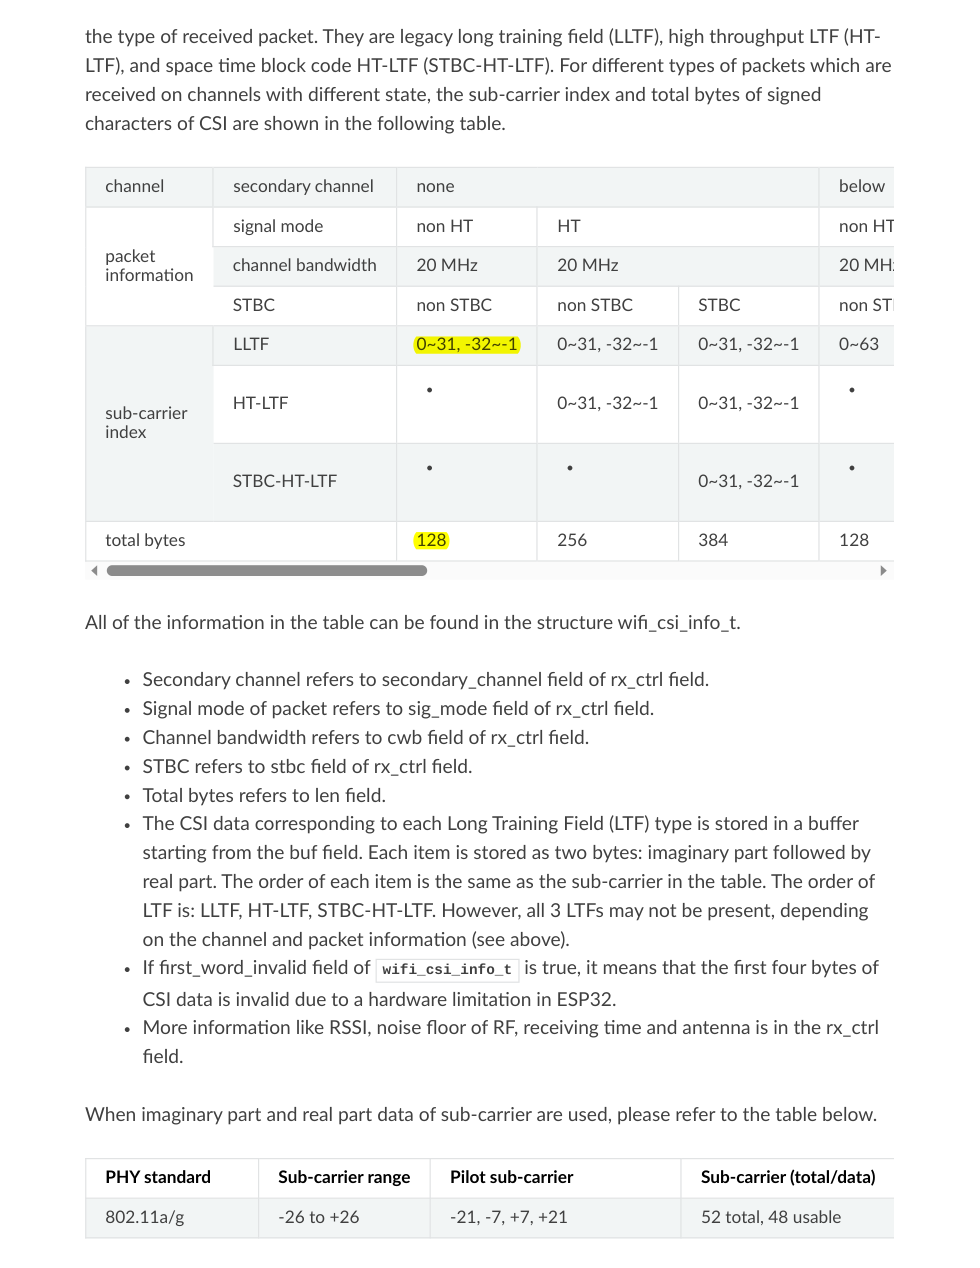 the type of received packet. They are legacy long training field (LLTF), high throughput LTF (HT-
LTF), and space time block code HT-LTF (STBC-HT-LTF). For different types of packets which are
received on channels with different state, the sub-carrier index and total bytes of signed
characters of CSI are shown in the following table.
channel secondary channel none below
signal mode non HT HT non HT
packet information
channel bandwidth 20 MHz 20 MHz 20 MH
STBC non STBC non STBC STBC non ST
LLTF 0~31, -32~-1 0~31, -32~-1 0~31, -32~-1 0~63
sub-carrier index
HT-LTF • 0~31, -32~-1 0~31, -32~-1 •
STBC-HT-LTF • • 0~31, -32~-1 •
total bytes 128 256 384 128
All of the information in the table can be found in the structure wifi_csi_info_t.
• Secondary channel refers to secondary_channel field of rx_ctrl field.
• Signal mode of packet refers to sig_mode field of rx_ctrl field.
• Channel bandwidth refers to cwb field of rx_ctrl field.
• STBC refers to stbc field of rx_ctrl field.
• Total bytes refers to len field.
• The CSI data corresponding to each Long Training Field (LTF) type is stored in a buffer
starting from the buf field. Each item is stored as two bytes: imaginary part followed by
real part. The order of each item is the same as the sub-carrier in the table. The order of
LTF is: LLTF, HT-LTF, STBC-HT-LTF. However, all 3 LTFs may not be present, depending
on the channel and packet information (see above).
• If first_word_invalid field of wifi_csi_info_t is true, it means that the first four bytes of
CSI data is invalid due to a hardware limitation in ESP32.
• More information like RSSI, noise floor of RF, receiving time and antenna is in the rx_ctrl
field.
When imaginary part and real part data of sub-carrier are used, please refer to the table below.
PHY standard Sub-carrier range Pilot sub-carrier Sub-carrier (total/data)
802.11a/g -26 to +26 -21, -7, +7, +21 52 total, 48 usable